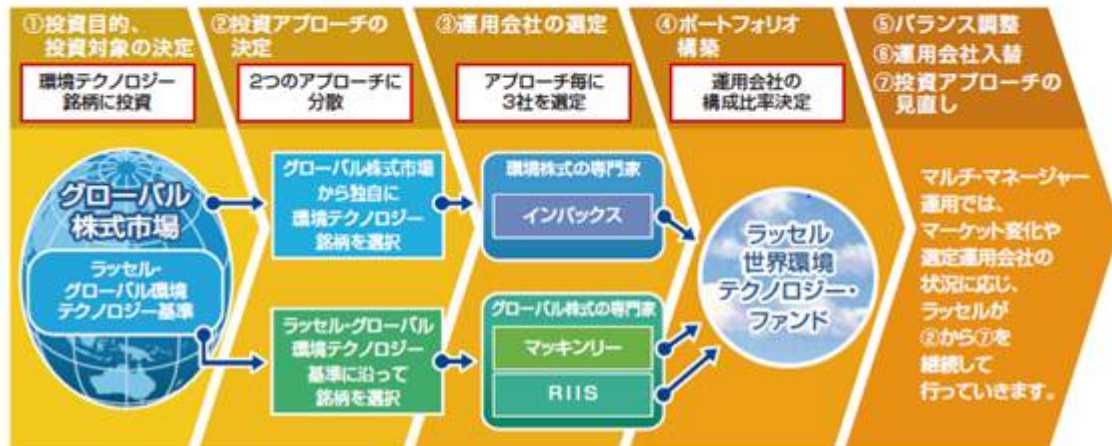 ①投資目的、
投資対象の決定
環境テクノロジー
銘柄に投資
②投資アプローチの
決定
2つのアプローチに
分散
③運用会社の選定
アプローチ毎に
3社を選定
④ポートフォリオ
構築
運用会社の
構成比率決定
⑤バランス調整
⑥運用会社入替
⑦投資アプローチの
見直し
グローバル
株式市場
ラッセル・
グローバル環境
テクノロジー基準
グローバル株式市場
から独自に
環境テクノロジー
銘柄を選択
ラッセル・グローバル
環境テクノロジー
基準に沿って
銘柄を選択
環境株式の専門家
インパックス
グローバル株式の専門家
マッキンリー
RIIS
ラッセル
世界環境
テクノロジー・
ファンド
マルチ・マネージャー
運用では、
マーケット変化や
選定運用会社の
状況に応じ、
ラッセルが
②から⑦を
継続して
行っていきます。